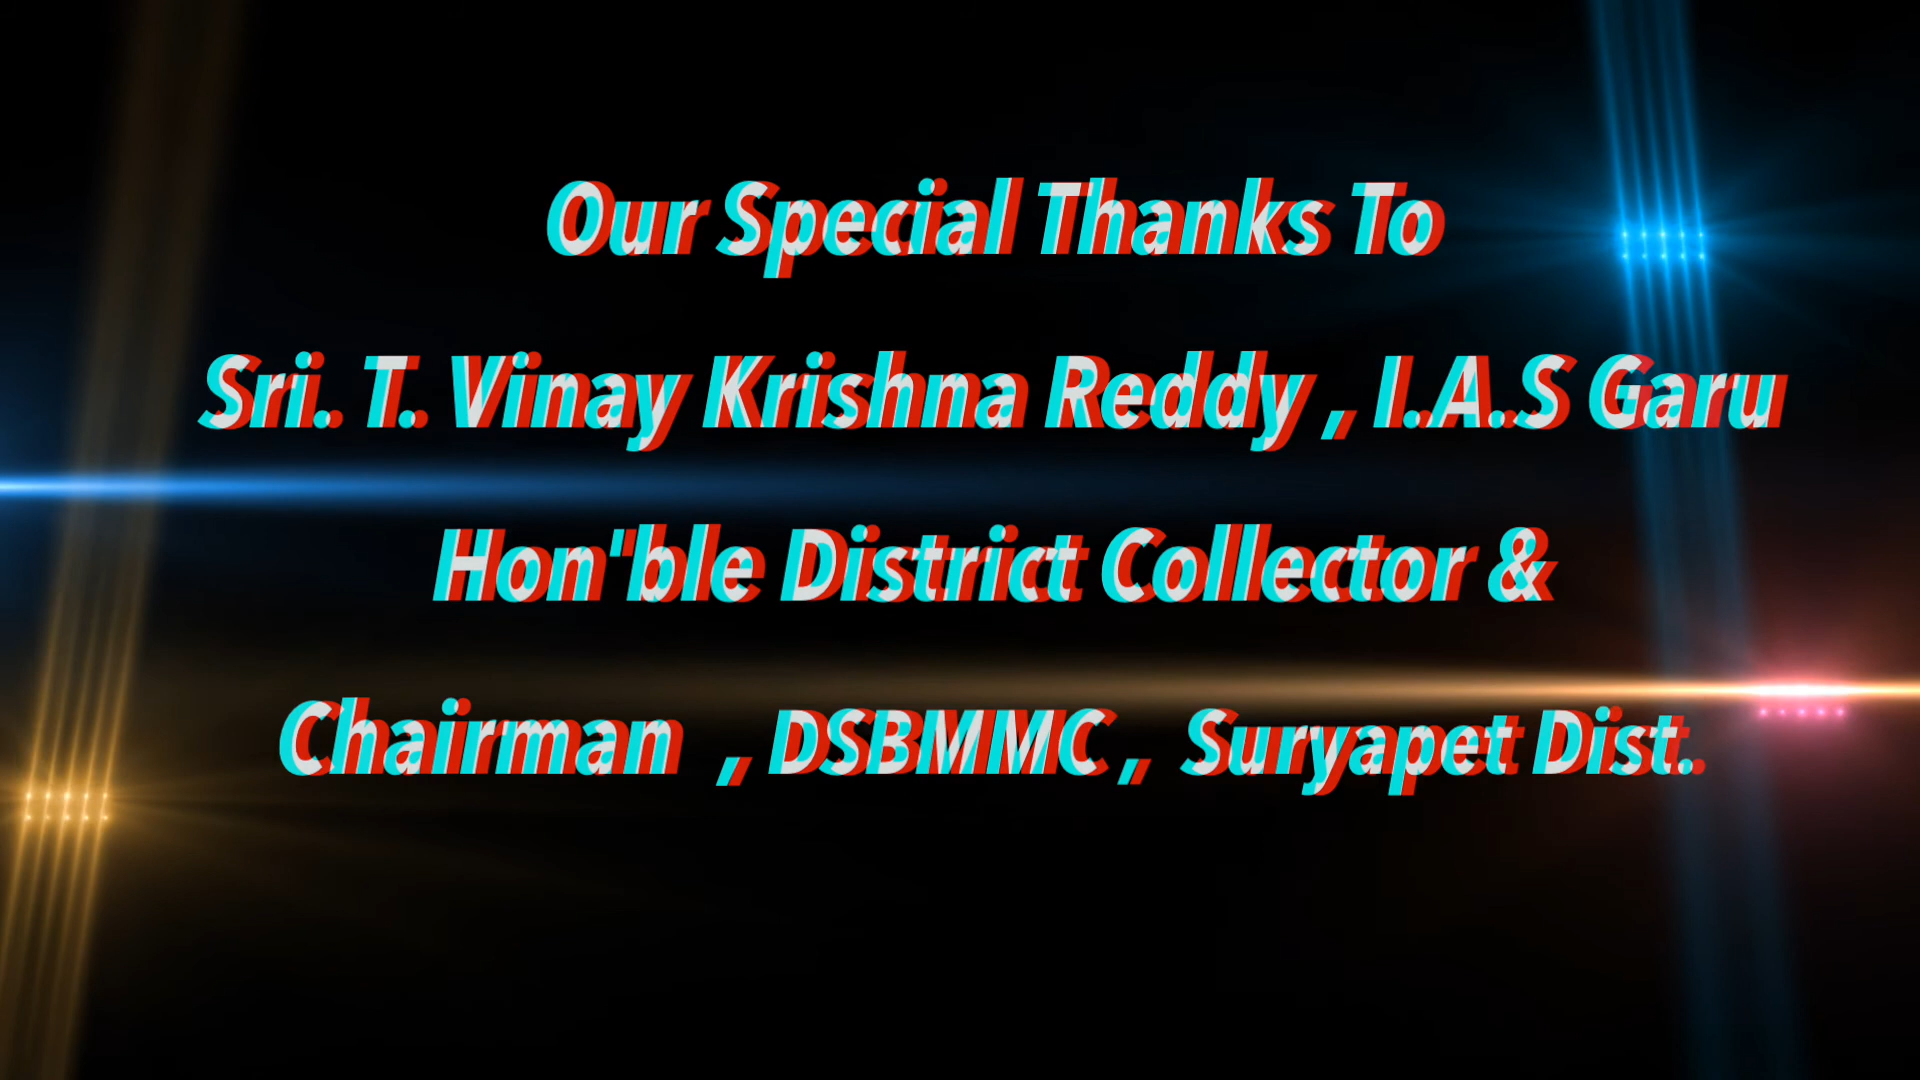 Our Special Thanks To
Sri. T. Vinay Krishna Reddy , I.A.S Garu
Hon'ble District Collector &
Chairman , DSBMMC , Suryapet Dist.